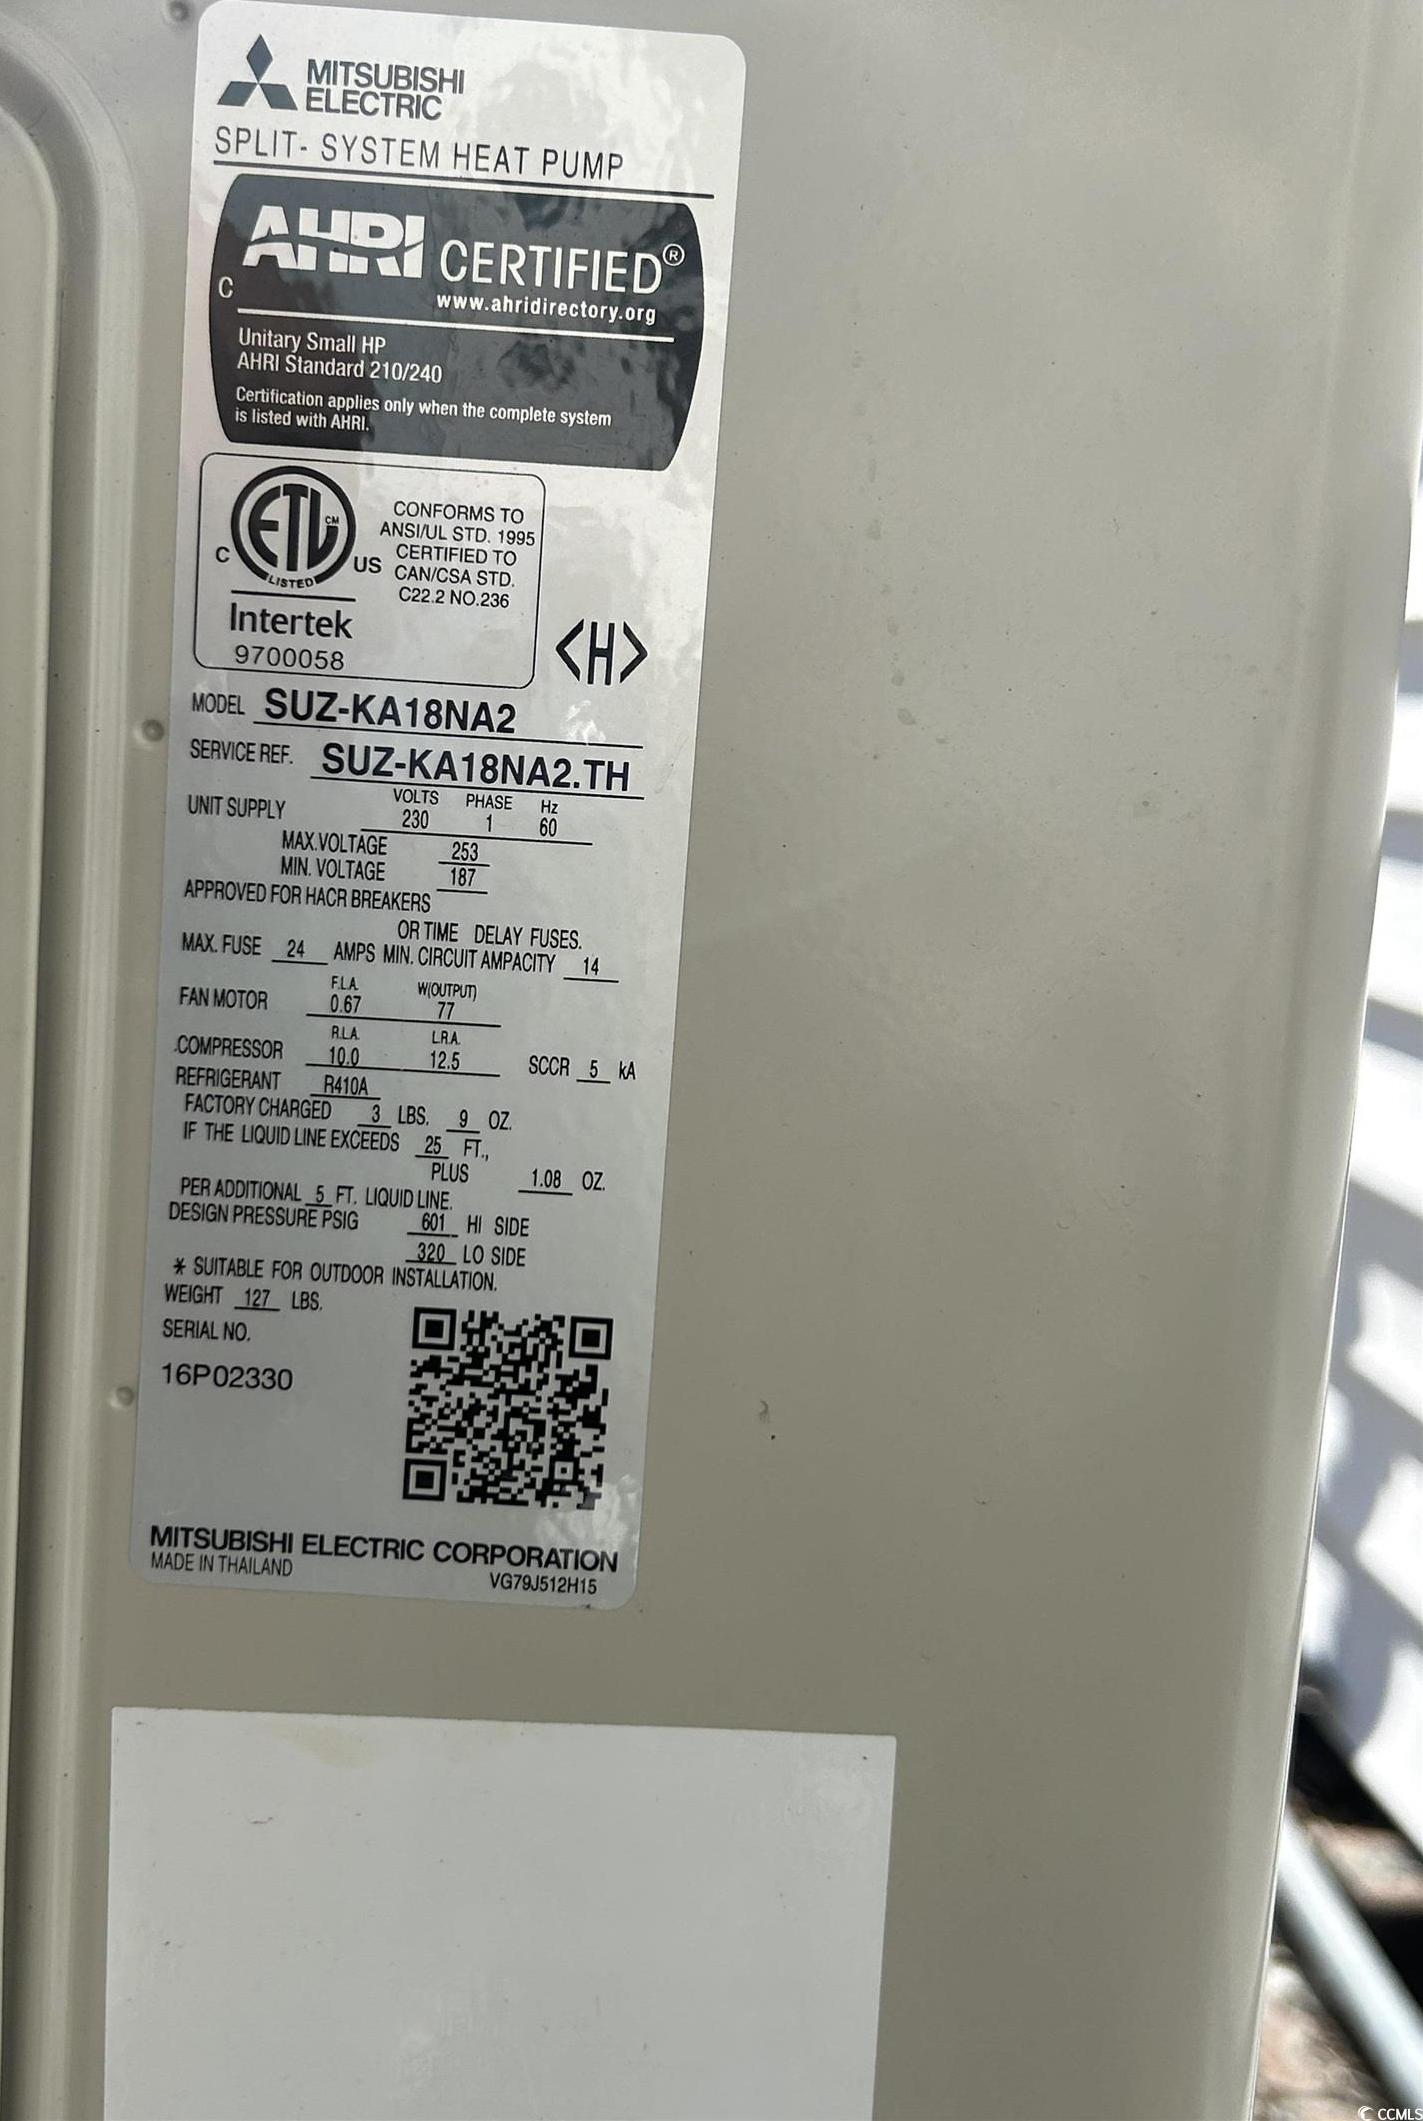 MITSUBISHI
ELECTRIC
SPLIT- SYSTEM HEAT PUMP
AHRI CERTIFIED®
C
www.ahridirectory.org
Unitary Small HP
AHRI Standard 210/240
Certification applies only when the complete system
is listed with AHRI.
C ETL CM US
LISTED
Intertek
9700058
CONFORMS TO
ANSI/UL STD. 1995
CERTIFIED TO
CAN/CSA STD.
C22.2 NO.236
<H>
MODEL SUZ-KA18NA2
SERVICE REF. SUZ-KA18NA2.TH
VOLTS PHASE Hz
UNIT SUPPLY 230 1 60
MAX.VOLTAGE 253
MIN. VOLTAGE 187
APPROVED FOR HACR BREAKERS
OR TIME DELAY FUSES.
MAX. FUSE 24 AMPS MIN. CIRCUIT AMPACITY 14
F.L.A. W(OUTPUT)
FAN MOTOR 0.67 77
R.L.A. L.R.A.
COMPRESSOR 10.0 12.5 SCCR 5 kA
REFRIGERANT R410A
FACTORY CHARGED 3 LBS. 9 OZ.
IF THE LIQUID LINE EXCEEDS 25 FT.,
PLUS 1.08 OZ.
PER ADDITIONAL 5 FT. LIQUID LINE.
DESIGN PRESSURE PSIG 601 HI SIDE
320 LO SIDE
* SUITABLE FOR OUTDOOR INSTALLATION.
WEIGHT 127 LBS.
SERIAL NO.
16P02330
MITSUBISHI ELECTRIC CORPORATION
MADE IN THAILAND
VG79J512H15
CCMLS